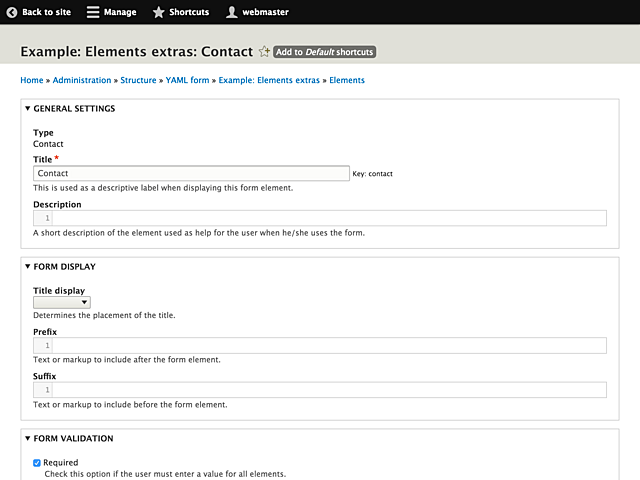 Back to site Manage Shortcuts webmaster
Example: Elements extras: Contact Add to Default shortcuts
Home » Administration » Structure » YAML form » Example: Elements extras » Elements
GENERAL SETTINGS
Type
Contact
Title *
Contact Key: contact
This is used as a descriptive label when displaying this form element.
Description
1
A short description of the element used as help for the user when he/she uses the form.
FORM DISPLAY
Title display
Determines the placement of the title.
Prefix
1
Text or markup to include after the form element.
Suffix
1
Text or markup to include before the form element.
FORM VALIDATION
Required
Check this option if the user must enter a value for all elements.